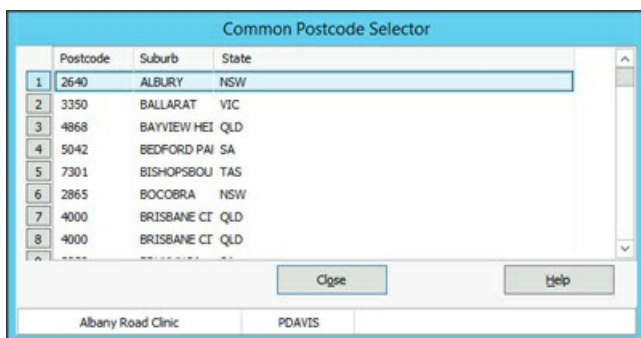 Common Postcode Selector
Postcode Suburb State
1 2640 ALBURY NSW
2 3350 BALLARAT VIC
3 4868 BAYVIEW HEI QLD
4 5042 BEDFORD PAI SA
5 7301 BISHOPSBOU TAS
6 2865 BOCOBRA NSW
7 4000 BRISBANE CIT QLD
8 4000 BRISBANE CIT QLD
Close Help
Albany Road Clinic PDAVIS